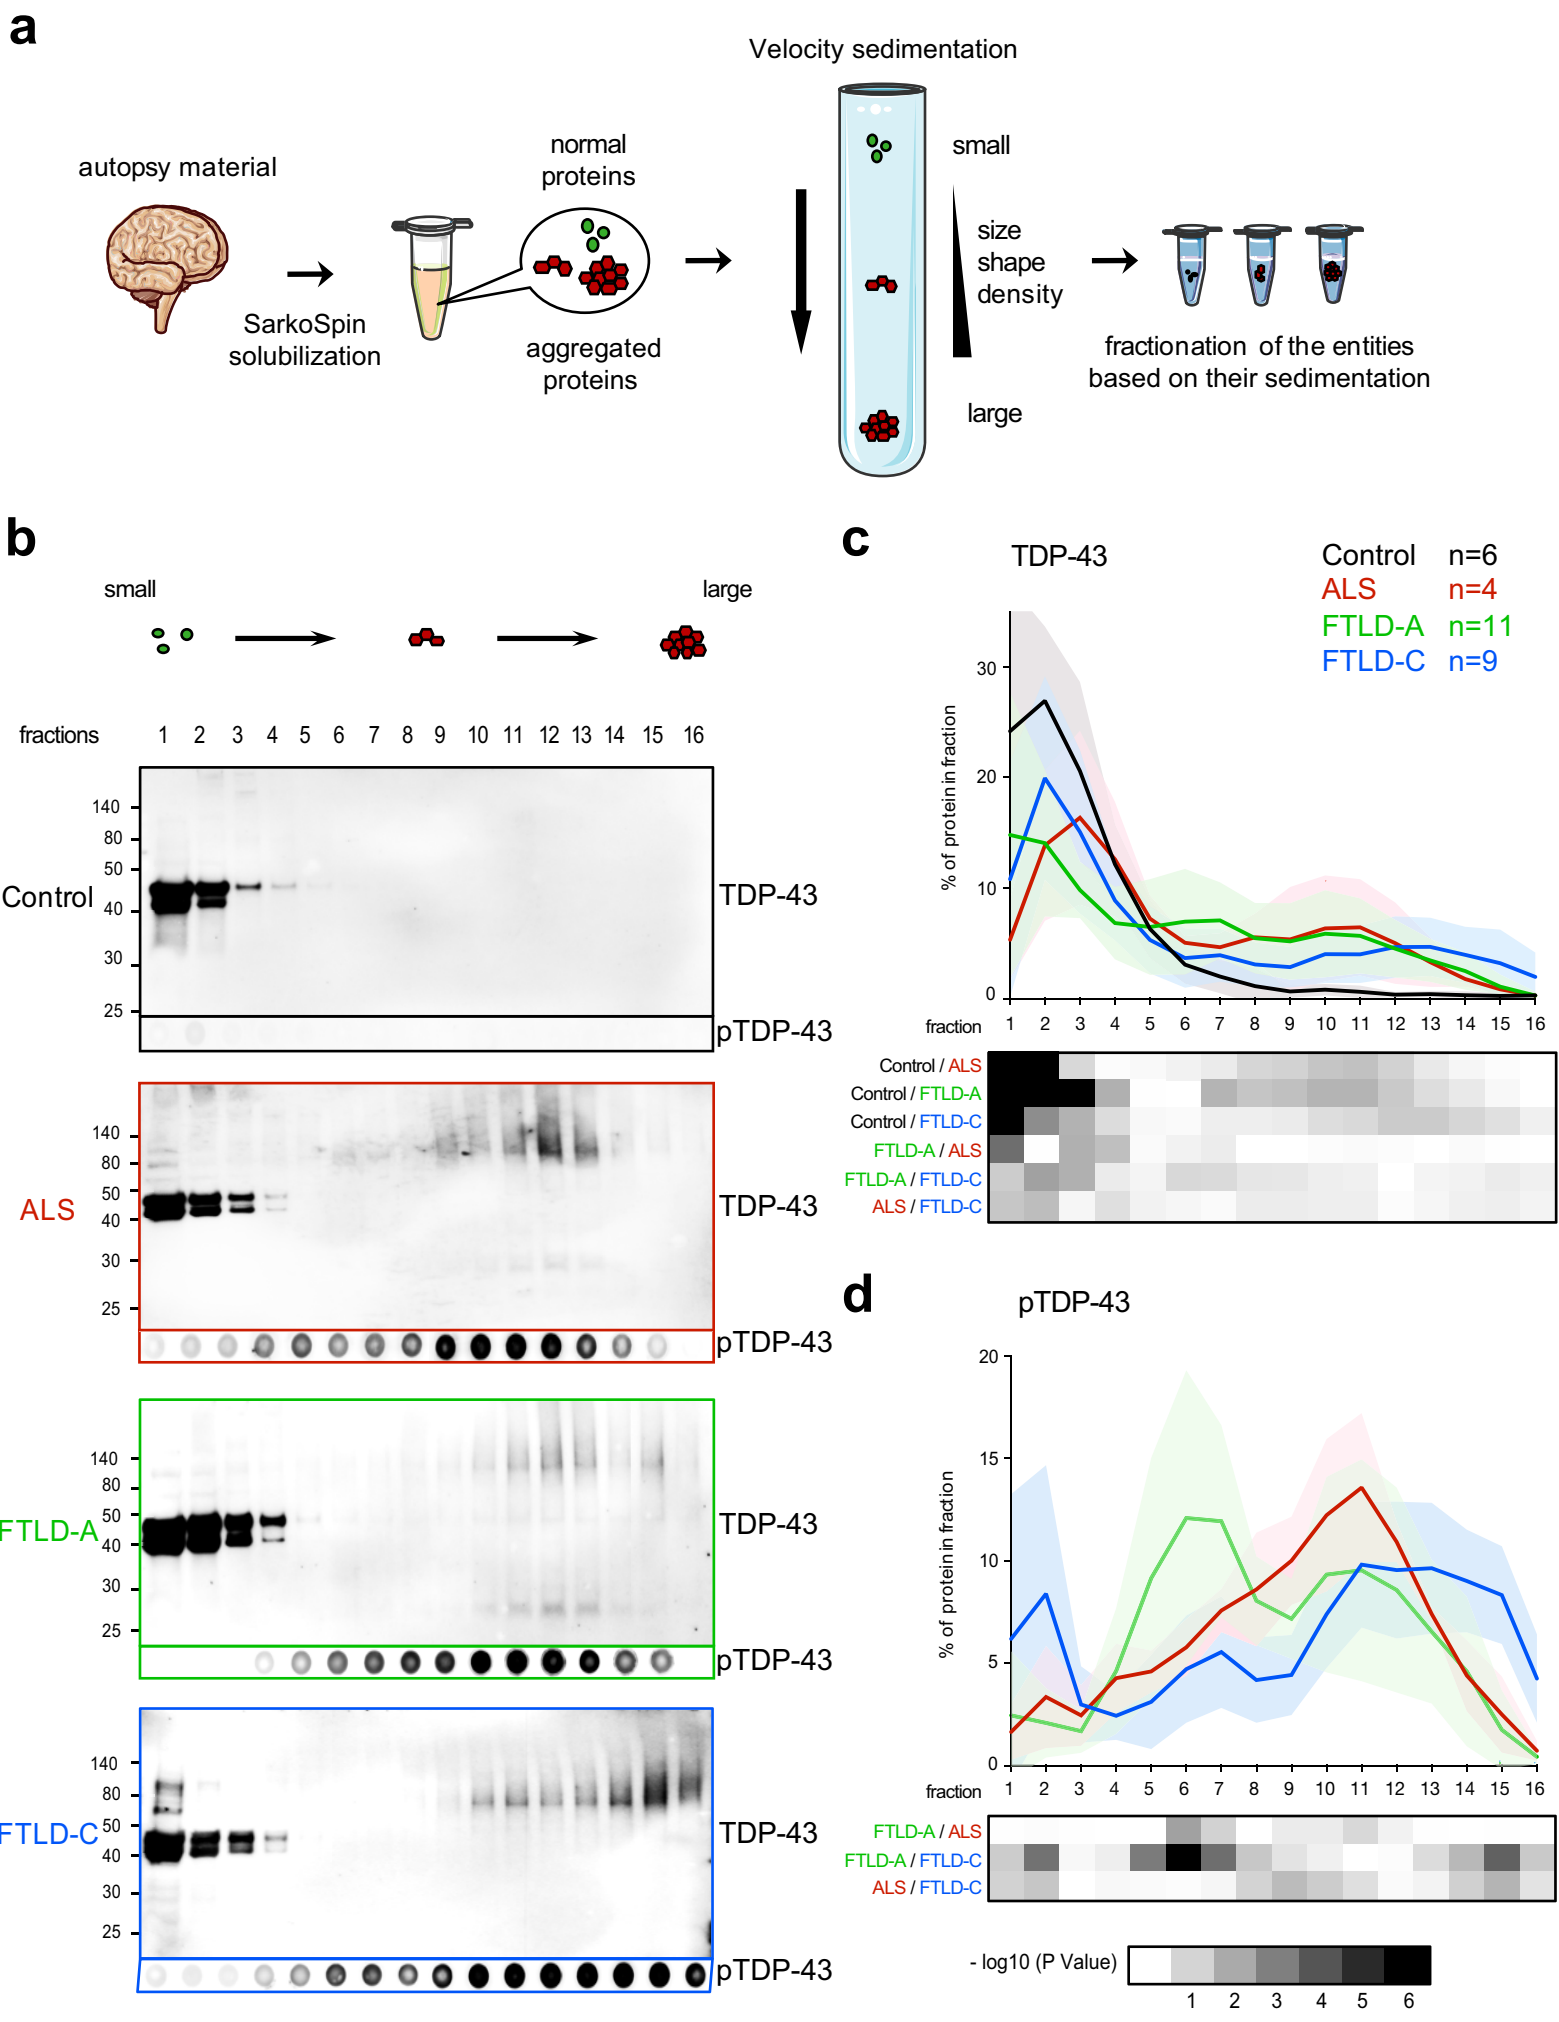 a
Velocity sedimentation
autopsy material
normal
proteins
small
size
shape
density
SarkoSpin
solubilization
aggregated
proteins
large
fractionation of the entities
based on their sedimentation
b
small
large
fractions 1 2 3 4 5 6 7 8 9 10 11 12 13 14 15 16
140
80
50
40
30
25
Control
TDP-43
pTDP-43
140
80
50
40
30
25
ALS
TDP-43
pTDP-43
140
80
50
40
30
25
FTLD-A
TDP-43
pTDP-43
140
80
50
40
30
25
FTLD-C
TDP-43
pTDP-43
c
TDP-43
Control n=6
ALS n=4
FTLD-A n=11
FTLD-C n=9
% of protein in fraction
30
20
10
0
fraction 1 2 3 4 5 6 7 8 9 10 11 12 13 14 15 16
Control / ALS
Control / FTLD-A
Control / FTLD-C
FTLD-A / ALS
FTLD-A / FTLD-C
ALS / FTLD-C
d
pTDP-43
% of protein in fraction
20
15
10
5
0
fraction 1 2 3 4 5 6 7 8 9 10 11 12 13 14 15 16
FTLD-A / ALS
FTLD-A / FTLD-C
ALS / FTLD-C
- log10 (P Value)
1 2 3 4 5 6